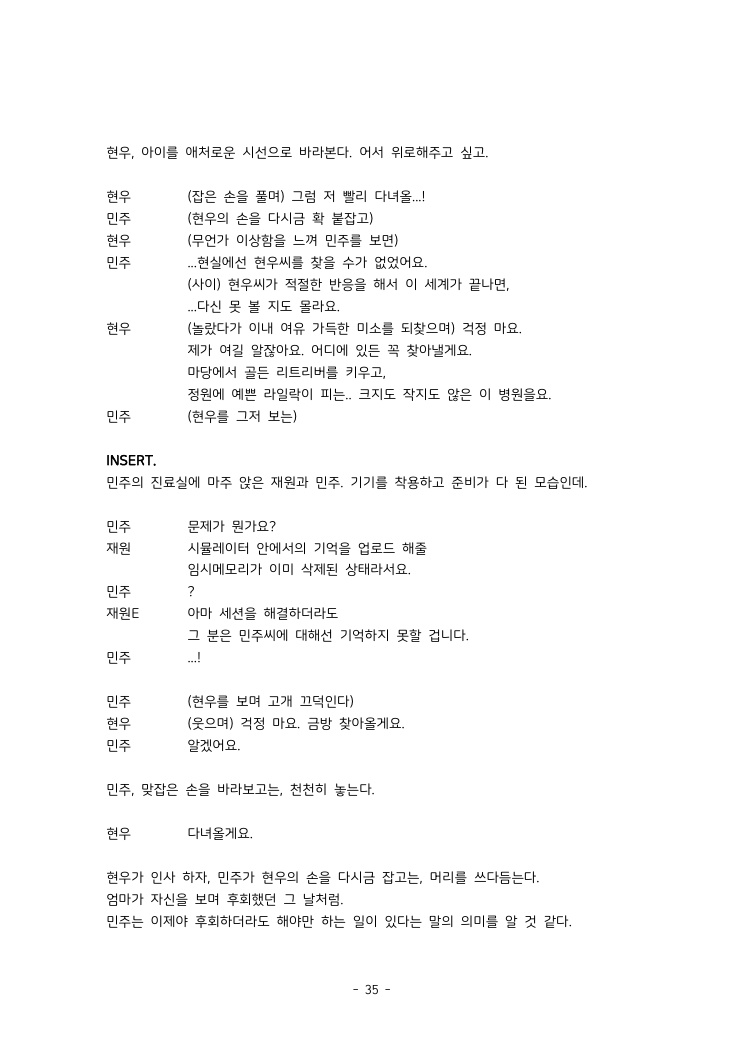 현우, 아이를 애처로운 시선으로 바라본다. 어서 위로해주고 싶고.
현우 (잡은 손을 풀며) 그럼 저 빨리 다녀올...!
민주 (현우의 손을 다시금 확 붙잡고)
현우 (무언가 이상함을 느껴 민주를 보면)
민주 ...현실에선 현우씨를 찾을 수가 없었어요.
(사이) 현우씨가 적절한 반응을 해서 이 세계가 끝나면,
...다신 못 볼 지도 몰라요.
현우 (놀랐다가 이내 여유 가득한 미소를 되찾으며) 걱정 마요.
제가 여길 알잖아요. 어디에 있든 꼭 찾아낼게요.
마당에서 골든 리트리버를 키우고,
정원에 예쁜 라일락이 피는.. 크지도 작지도 않은 이 병원을요.
민주 (현우를 그저 보는)
INSERT.
민주의 진료실에 마주 앉은 재원과 민주. 기기를 착용하고 준비가 다 된 모습인데.
민주 문제가 뭔가요?
재원 시뮬레이터 안에서의 기억을 업로드 해줄
임시메모리가 이미 삭제된 상태라서요.
민주 ?
재원E 아마 세션을 해결하더라도
그 분은 민주씨에 대해선 기억하지 못할 겁니다.
민주 ...!
민주 (현우를 보며 고개 끄덕인다)
현우 (웃으며) 걱정 마요. 금방 찾아올게요.
민주 알겠어요.
민주, 맞잡은 손을 바라보고는, 천천히 놓는다.
현우 다녀올게요.
현우가 인사 하자, 민주가 현우의 손을 다시금 잡고는, 머리를 쓰다듬는다.
엄마가 자신을 보며 후회했던 그 날처럼.
민주는 이제야 후회하더라도 해야만 하는 일이 있다는 말의 의미를 알 것 같다.
- 35 -